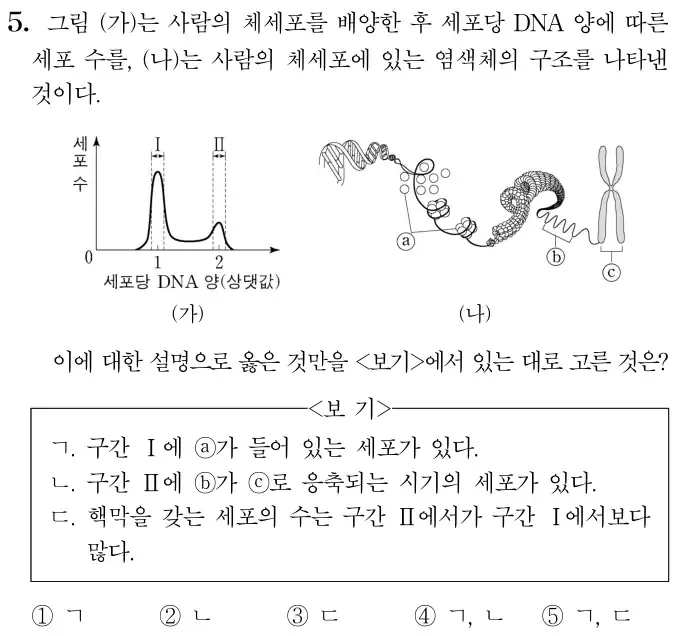 5. 그림 (가)는 사람의 체세포를 배양한 후 세포당 DNA 양에 따른
세포 수를, (나)는 사람의 체세포에 있는 염색체의 구조를 나타낸
것이다.
세포 수
Ⅰ Ⅱ
0 1 2
세포당 DNA 양(상댓값)
(가)
ⓐ
ⓑ
ⓒ
(나)
이에 대한 설명으로 옳은 것만을 <보기>에서 있는 대로 고른 것은?
<보 기>
ㄱ. 구간 Ⅰ에 ⓐ가 들어 있는 세포가 있다.
ㄴ. 구간 Ⅱ에 ⓑ가 ⓒ로 응축되는 시기의 세포가 있다.
ㄷ. 핵막을 갖는 세포의 수는 구간 Ⅱ에서가 구간 Ⅰ에서보다
많다.
① ㄱ ② ㄴ ③ ㄷ ④ ㄱ, ㄴ ⑤ ㄱ, ㄷ